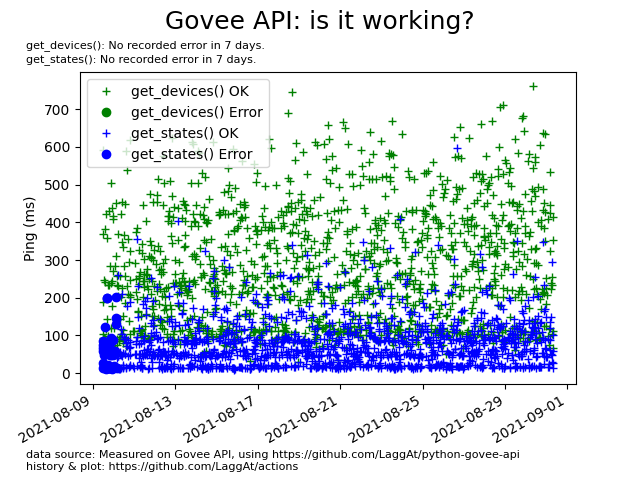 Govee API: is it working?
get_devices(): No recorded error in 7 days.
get_states(): No recorded error in 7 days.
get_devices() OK
get_devices() Error
get_states() OK
get_states() Error
Ping (ms)
700
600
500
400
300
200
100
0
2021-08-09
2021-08-13
2021-08-17
2021-08-21
2021-08-25
2021-08-29
2021-09-01
data source: Measured on Govee API, using https://github.com/LaggAt/python-govee-api
history & plot: https://github.com/LaggAt/actions